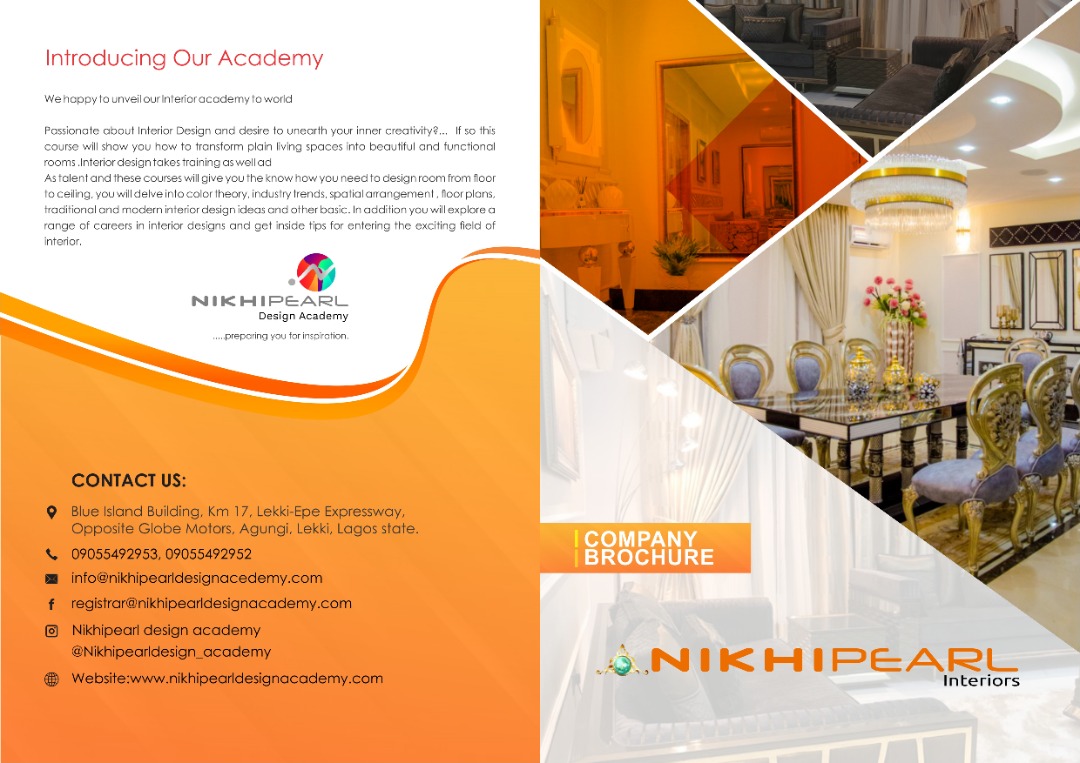 Introducing Our Academy
We happy to unveil our Interior academy to world
Passionate about Interior Design and desire to unearth your inner creativity?... If so this
course will show you how to transform plain living spaces into beautiful and functional
rooms .Interior design takes training as well ad
As talent and these courses will give you the know how you need to design room from floor
to ceiling, you will delve into color theory, industry trends, spatial arrangement , floor plans,
traditional and modern interior design ideas and other basic. In addition you will explore a
range of careers in interior designs and get inside tips for entering the exciting field of
interior.
NIKHIPEARL
Design Academy
.....preparing you for inspiration.
CONTACT US:
Blue Island Building, Km 17, Lekki-Epe Expressway,
Opposite Globe Motors, Agungi, Lekki, Lagos state.
09055492953, 09055492952
info@nikhipearldesignacedemy.com
registrar@nikhipearldesignacademy.com
Nikhipearl design academy
@Nikhipearldesign_academy
Website:www.nikhipearldesignacademy.com
COMPANY
BROCHURE
NIKHIPEARL
Interiors